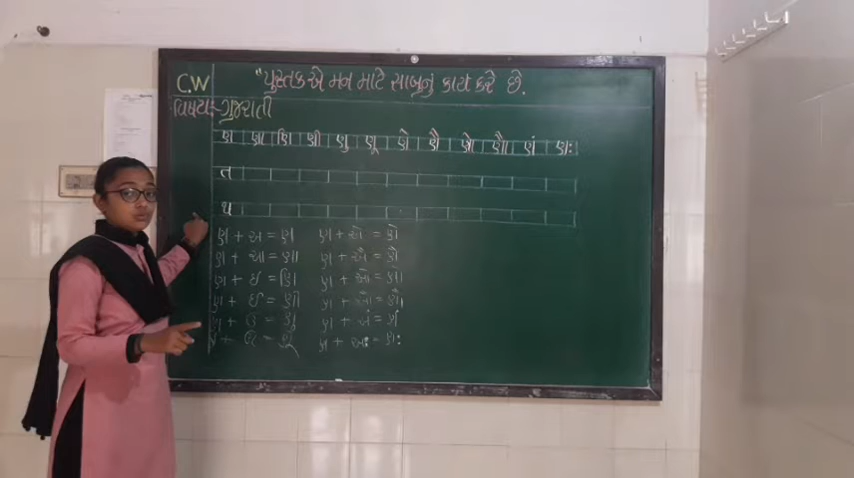 C.W
"પુસ્તક એ મન માટે સાબુનું કાર્ય કરે છે.
વિષય:- ગુજરાતી
ણ ણા ણિ ણી ણુ ણૂ ણે ણૈ ણો ણૌ ણં ણઃ
ત
થ
ણ + અ = ણ ણ + એ = ણે
ણ + આ = ણા ણ + ઐ = ણૈ
ણ + ઇ = ણિ ણ + ઓ = ણો
ણ + ઈ = ણી ણ + ઔ = ણૌ
ણ + ઉ = ણુ ણ + અં = ણં
ણ + ઊ = ણૂ ણ + અઃ = ણઃ